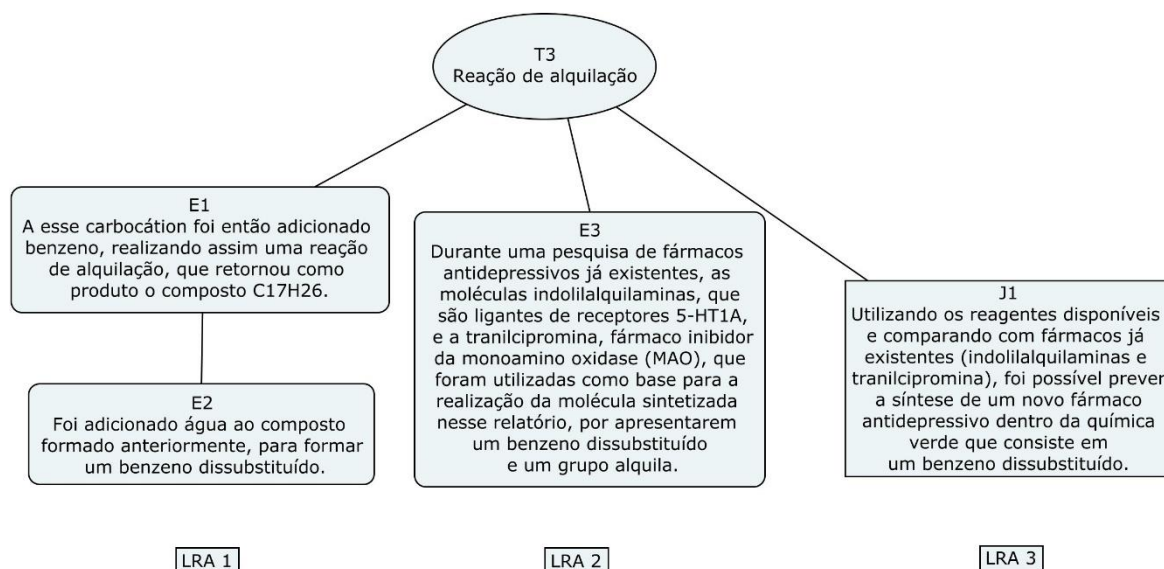 T3
Reação de alquilação
E1
A esse carbocátion foi então adicionado
benzeno, realizando assim uma reação
de alquilação, que retornou como
produto o composto C17H26.
E2
Foi adicionado água ao composto
formado anteriormente, para formar
um benzeno dissubstituído.
E3
Durante uma pesquisa de fármacos
antidepressivos já existentes, as
moléculas indolilalquilaminas, que
são ligantes de receptores 5-HT1A,
e a tranilcipromina, fármaco inibidor
da monoamino oxidase (MAO), que
foram utilizadas como base para a
realização da molécula sintetizada
nesse relatório, por apresentarem
um benzeno dissubstituído
e um grupo alquila.
J1
Utilizando os reagentes disponíveis
e comparando com fármacos já
existentes (indolilalquilaminas e
tranilcipromina), foi possível prever
a síntese de um novo fármaco
antidepressivo dentro da química
verde que consiste em
um benzeno dissubstituído.
LRA 1
LRA 2
LRA 3